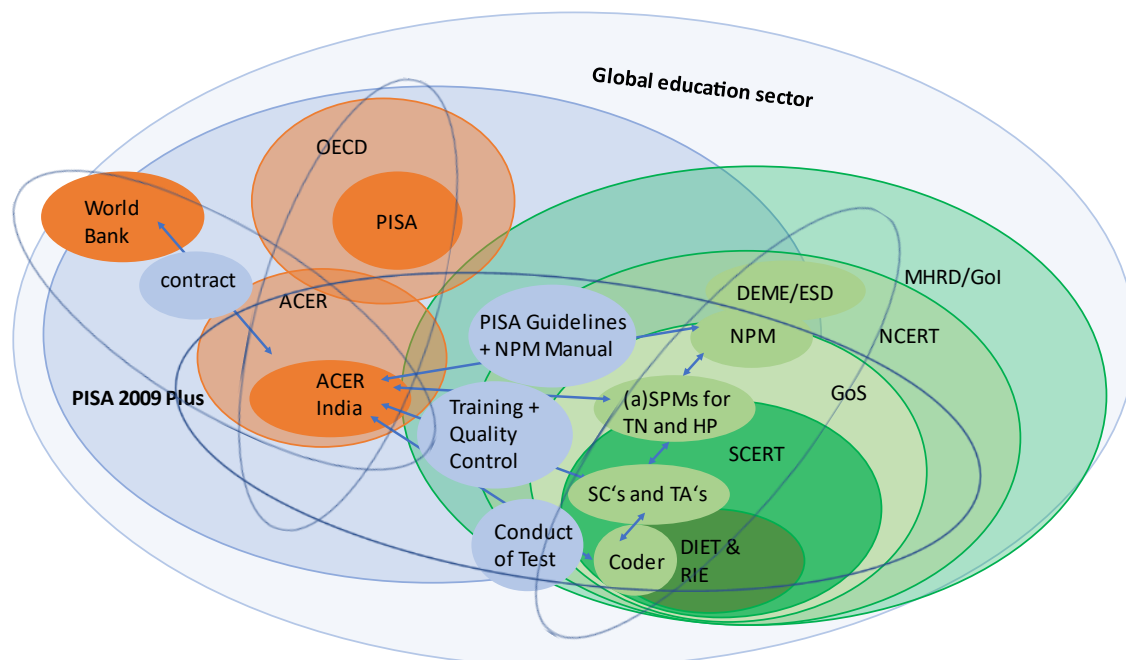 Global education sector
OECD
PISA
World
Bank
contract
ACER
MHRD/GoI
DEME/ESD
PISA Guidelines
+ NPM Manual
NPM
NCERT
ACER
India
PISA 2009 Plus
Training +
Quality
Control
(a)SPMs for
TN and HP
GoS
SCERT
SC‘s and TA‘s
Conduct
of Test
Coder
DIET &
RIE